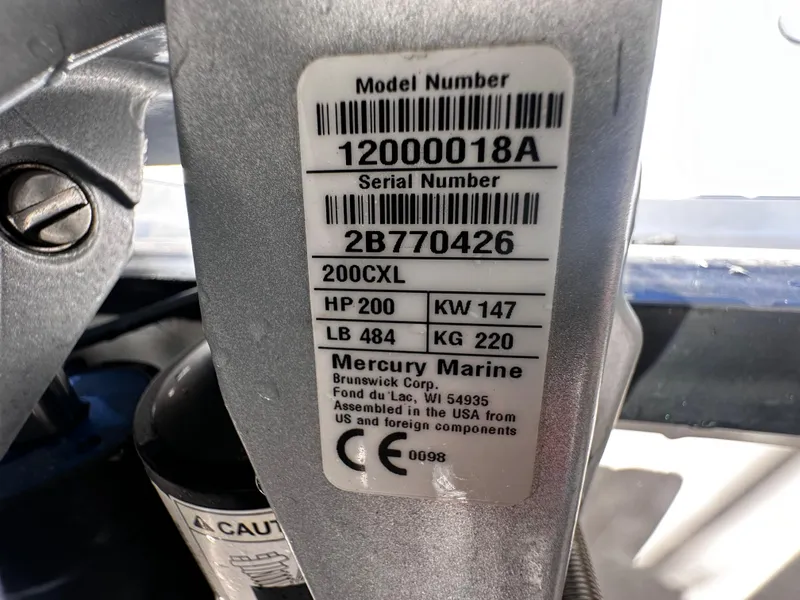 Model Number
12000018A
Serial Number
2B770426
200CXL
HP 200 KW 147
LB 484 KG 220
Mercury Marine
Brunswick Corp.
Fond du Lac, WI 54935
Assembled in the USA from
US and foreign components
CE 0098
CAUT